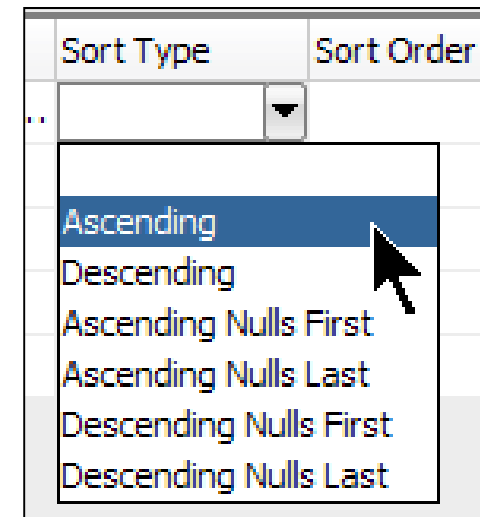 Sort Type Sort Order
..
Ascending
Descending
Ascending Nulls First
Ascending Nulls Last
Descending Nulls First
Descending Nulls Last